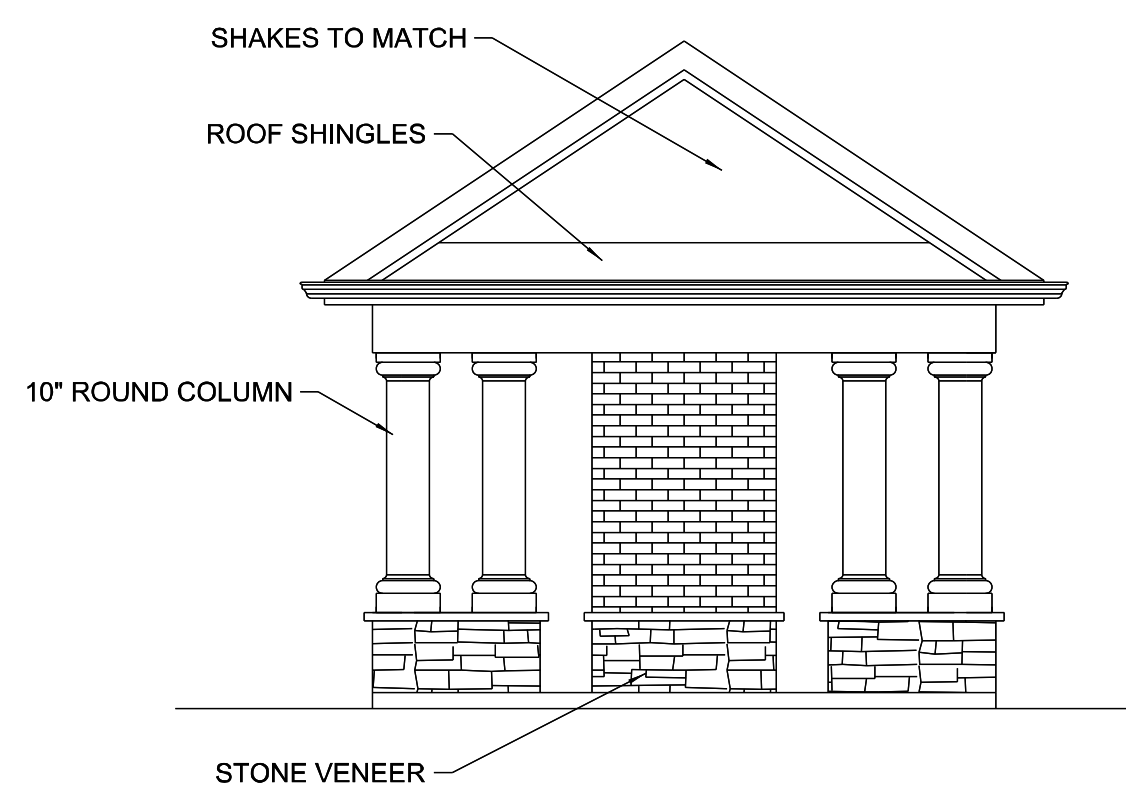 SHAKES TO MATCH
ROOF SHINGLES
10" ROUND COLUMN
STONE VENEER